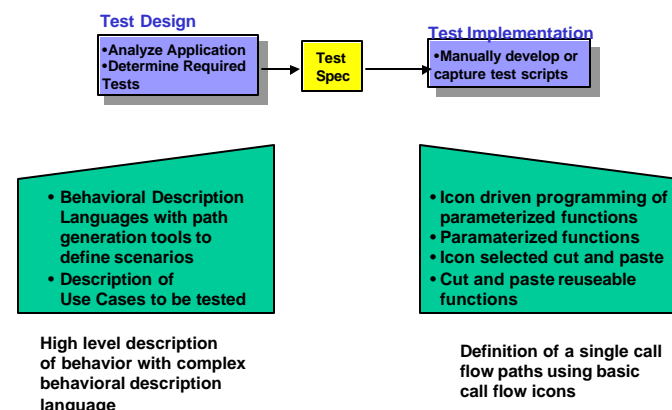 Test Design
•Analyze Application
•Determine Required
Tests
Test
Spec
Test Implementation
•Manually develop or
capture test scripts
• Behavioral Description
Languages with path
generation tools to
define scenarios
• Description of
Use Cases to be tested
• Icon driven programming of
parameterized functions
• Paramaterized functions
• Icon selected cut and paste
• Cut and paste reuseable
functions
High level description
of behavior with complex
behavioral description
language
Definition of a single call
flow paths using basic
call flow icons